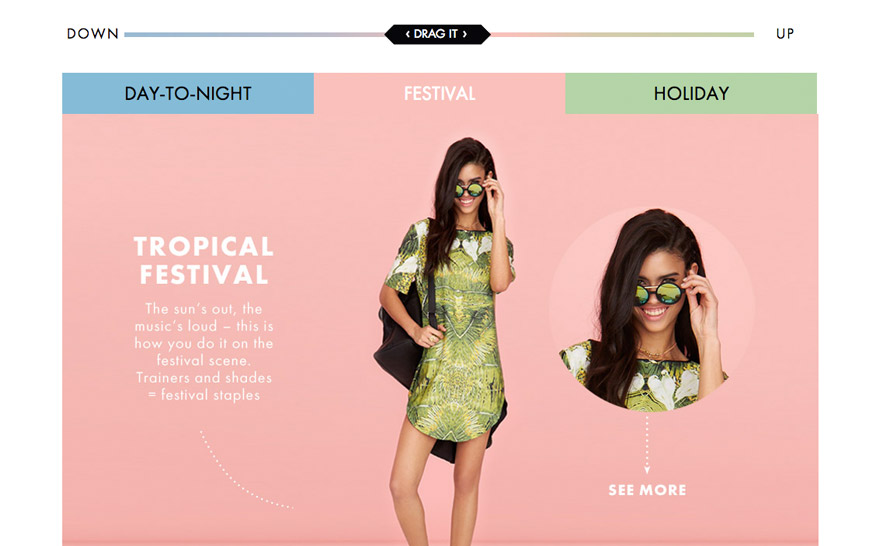 DOWN ‹ DRAG IT › UP
DAY-TO-NIGHT FESTIVAL HOLIDAY
TROPICAL
FESTIVAL
The sun's out, the
music's loud – this is
how you do it on the
festival scene.
Trainers and shades
= festival staples
SEE MORE